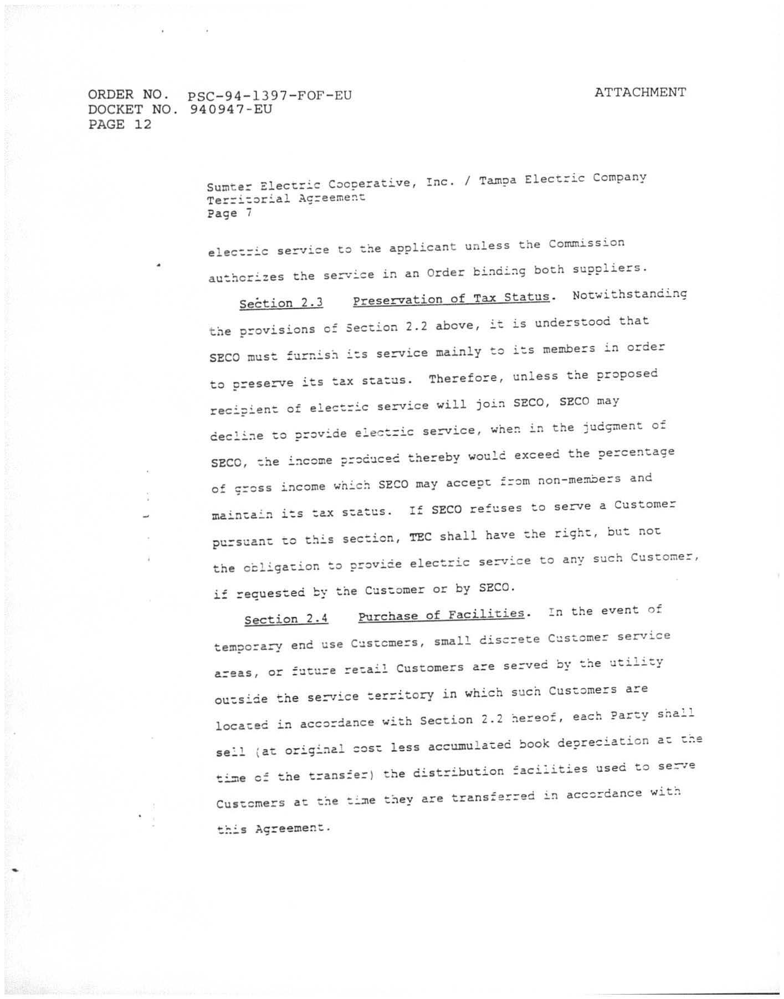 ORDER NO. PSC-94-1397-FOF-EU
DOCKET NO. 940947-EU
PAGE 12
ATTACHMENT
Sumter Electric Cooperative, Inc. / Tampa Electric Company
Territorial Agreement
Page 7
electric service to the applicant unless the Commission
authorizes the service in an Order binding both suppliers.
Section 2.3 Preservation of Tax Status. Notwithstanding
the provisions of Section 2.2 above, it is understood that
SECO must furnish its service mainly to its members in order
to preserve its tax status. Therefore, unless the proposed
recipient of electric service will join SECO, SECO may
decline to provide electric service, when in the judgment of
SECO, the income produced thereby would exceed the percentage
of gross income which SECO may accept from non-members and
maintain its tax status. If SECO refuses to serve a Customer
pursuant to this section, TEC shall have the right, but not
the obligation to provide electric service to any such Customer,
if requested by the Customer or by SECO.
Section 2.4 Purchase of Facilities. In the event of
temporary end use Customers, small discrete Customer service
areas, or future retail Customers are served by the utility
outside the service territory in which such Customers are
located in accordance with Section 2.2 hereof, each Party shall
sell (at original cost less accumulated book depreciation at the
time of the transfer) the distribution facilities used to serve
Customers at the time they are transferred in accordance with
this Agreement.